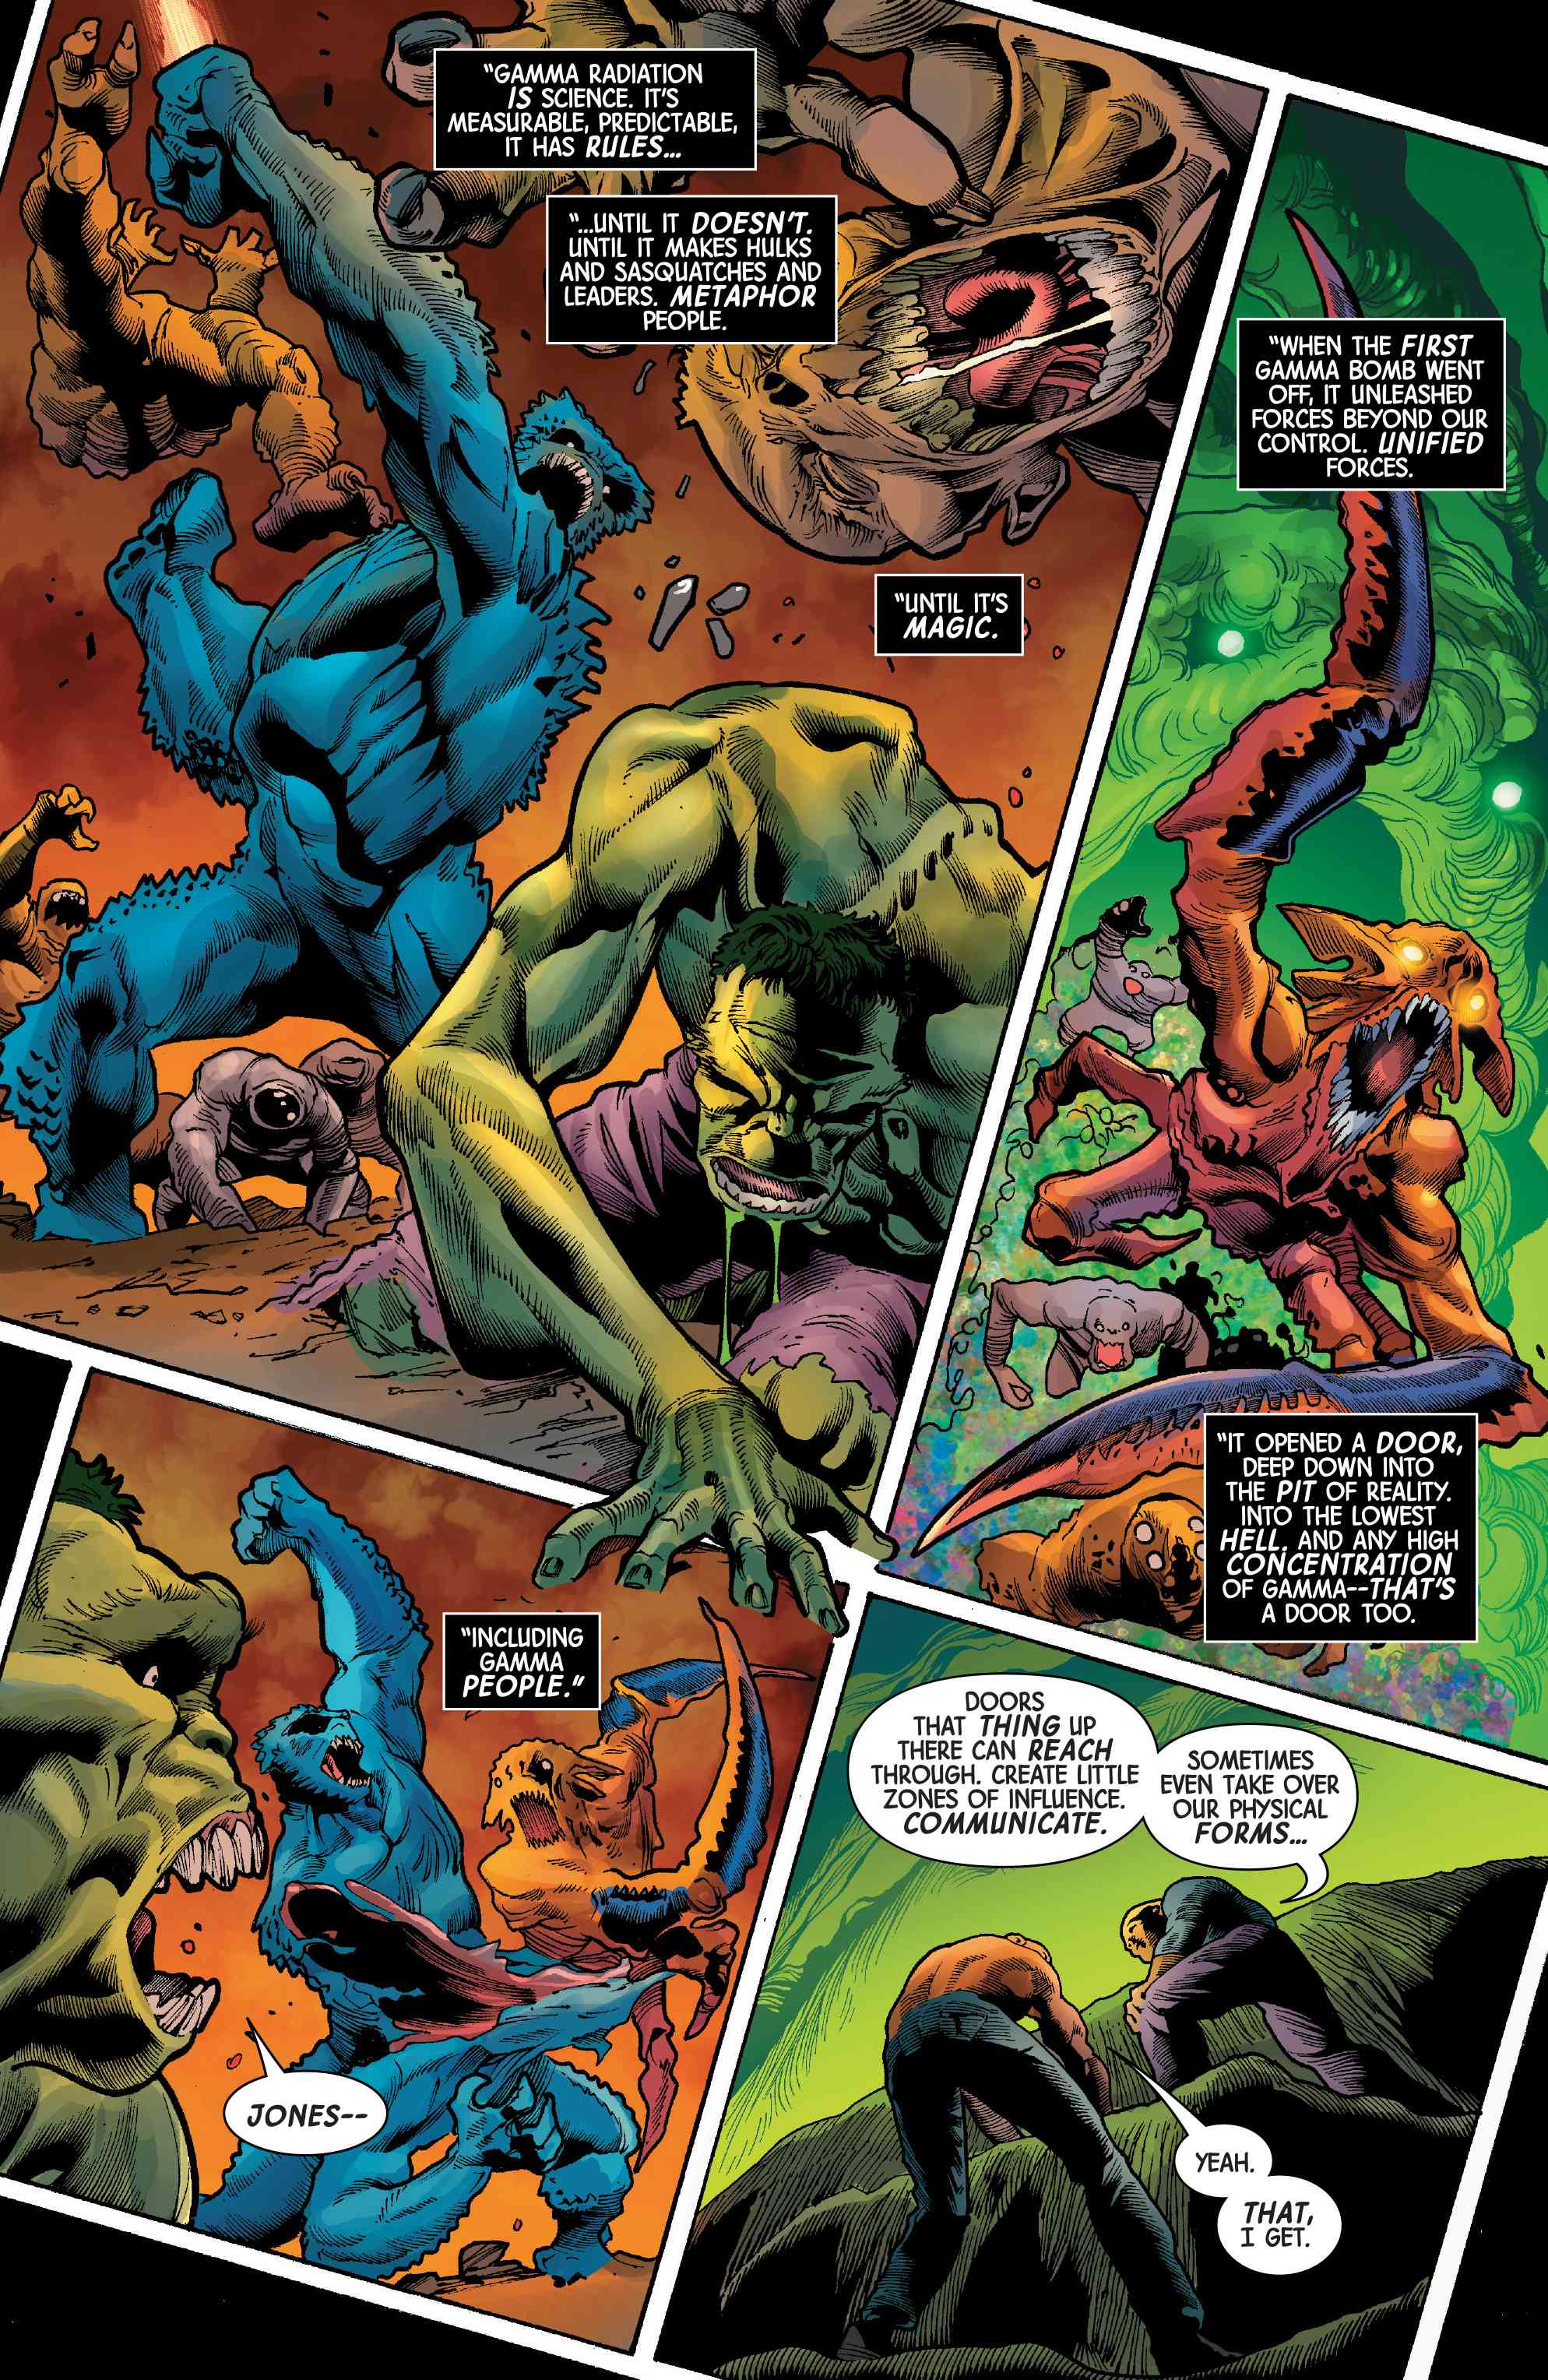 "GAMMA RADIATION
IS SCIENCE. IT'S
MEASURABLE, PREDICTABLE,
IT HAS RULES...
"...UNTIL IT DOESN'T.
UNTIL IT MAKES HULKS
AND SASQUATCHES AND
LEADERS. METAPHOR
PEOPLE.
"UNTIL IT'S
MAGIC.
"WHEN THE FIRST
GAMMA BOMB WENT
OFF, IT UNLEASHED
FORCES BEYOND OUR
CONTROL. UNIFIED
FORCES.
"IT OPENED A DOOR,
DEEP DOWN INTO
THE PIT OF REALITY.
INTO THE LOWEST
HELL. AND ANY HIGH
CONCENTRATION
OF GAMMA--THAT'S
A DOOR TOO.
"INCLUDING
GAMMA
PEOPLE."
JONES--
DOORS
THAT THING UP
THERE CAN REACH
THROUGH. CREATE LITTLE
ZONES OF INFLUENCE.
COMMUNICATE.
SOMETIMES
EVEN TAKE OVER
OUR PHYSICAL
FORMS...
YEAH.
THAT,
I GET.